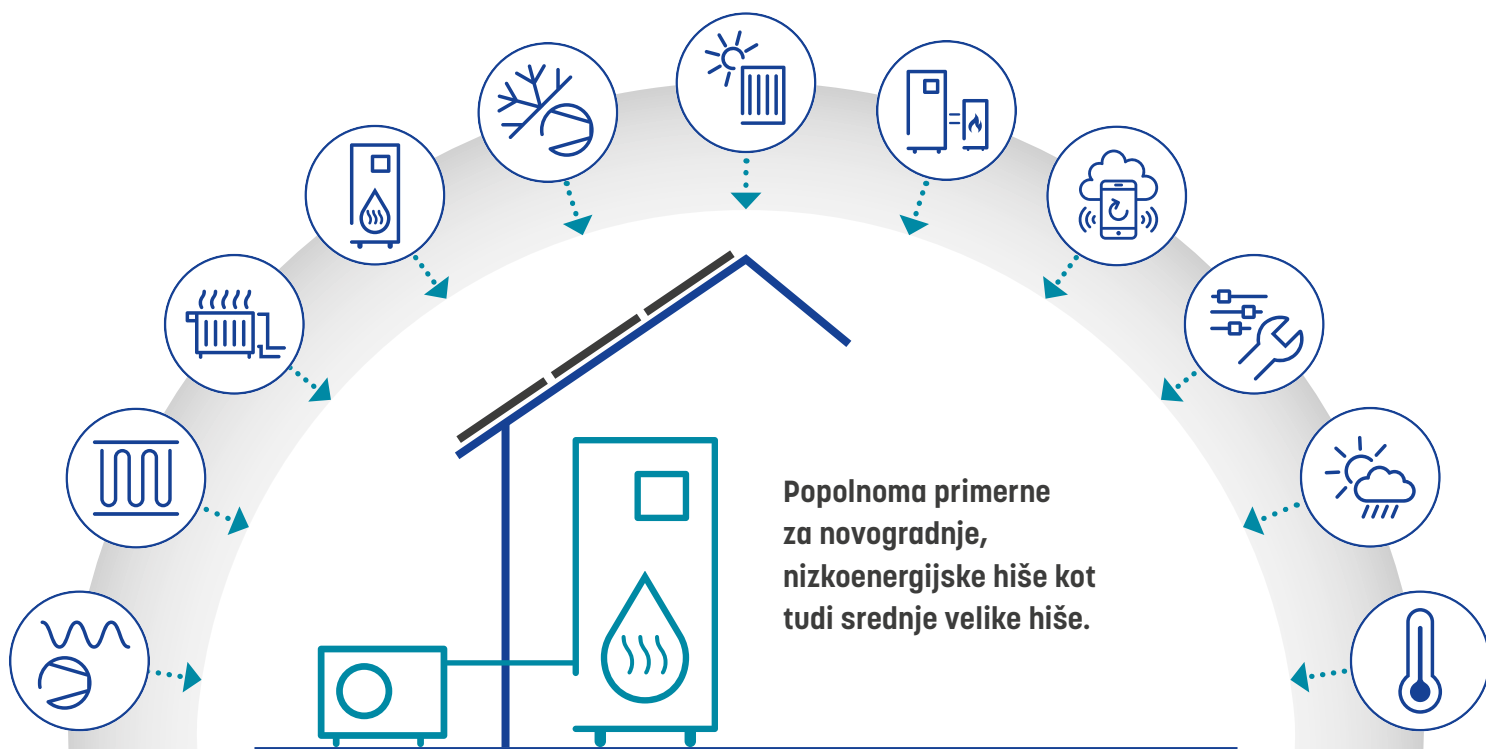 Popolnoma primerne
za novogradnje,
nizkoenergijske hiše kot
tudi srednje velike hiše.